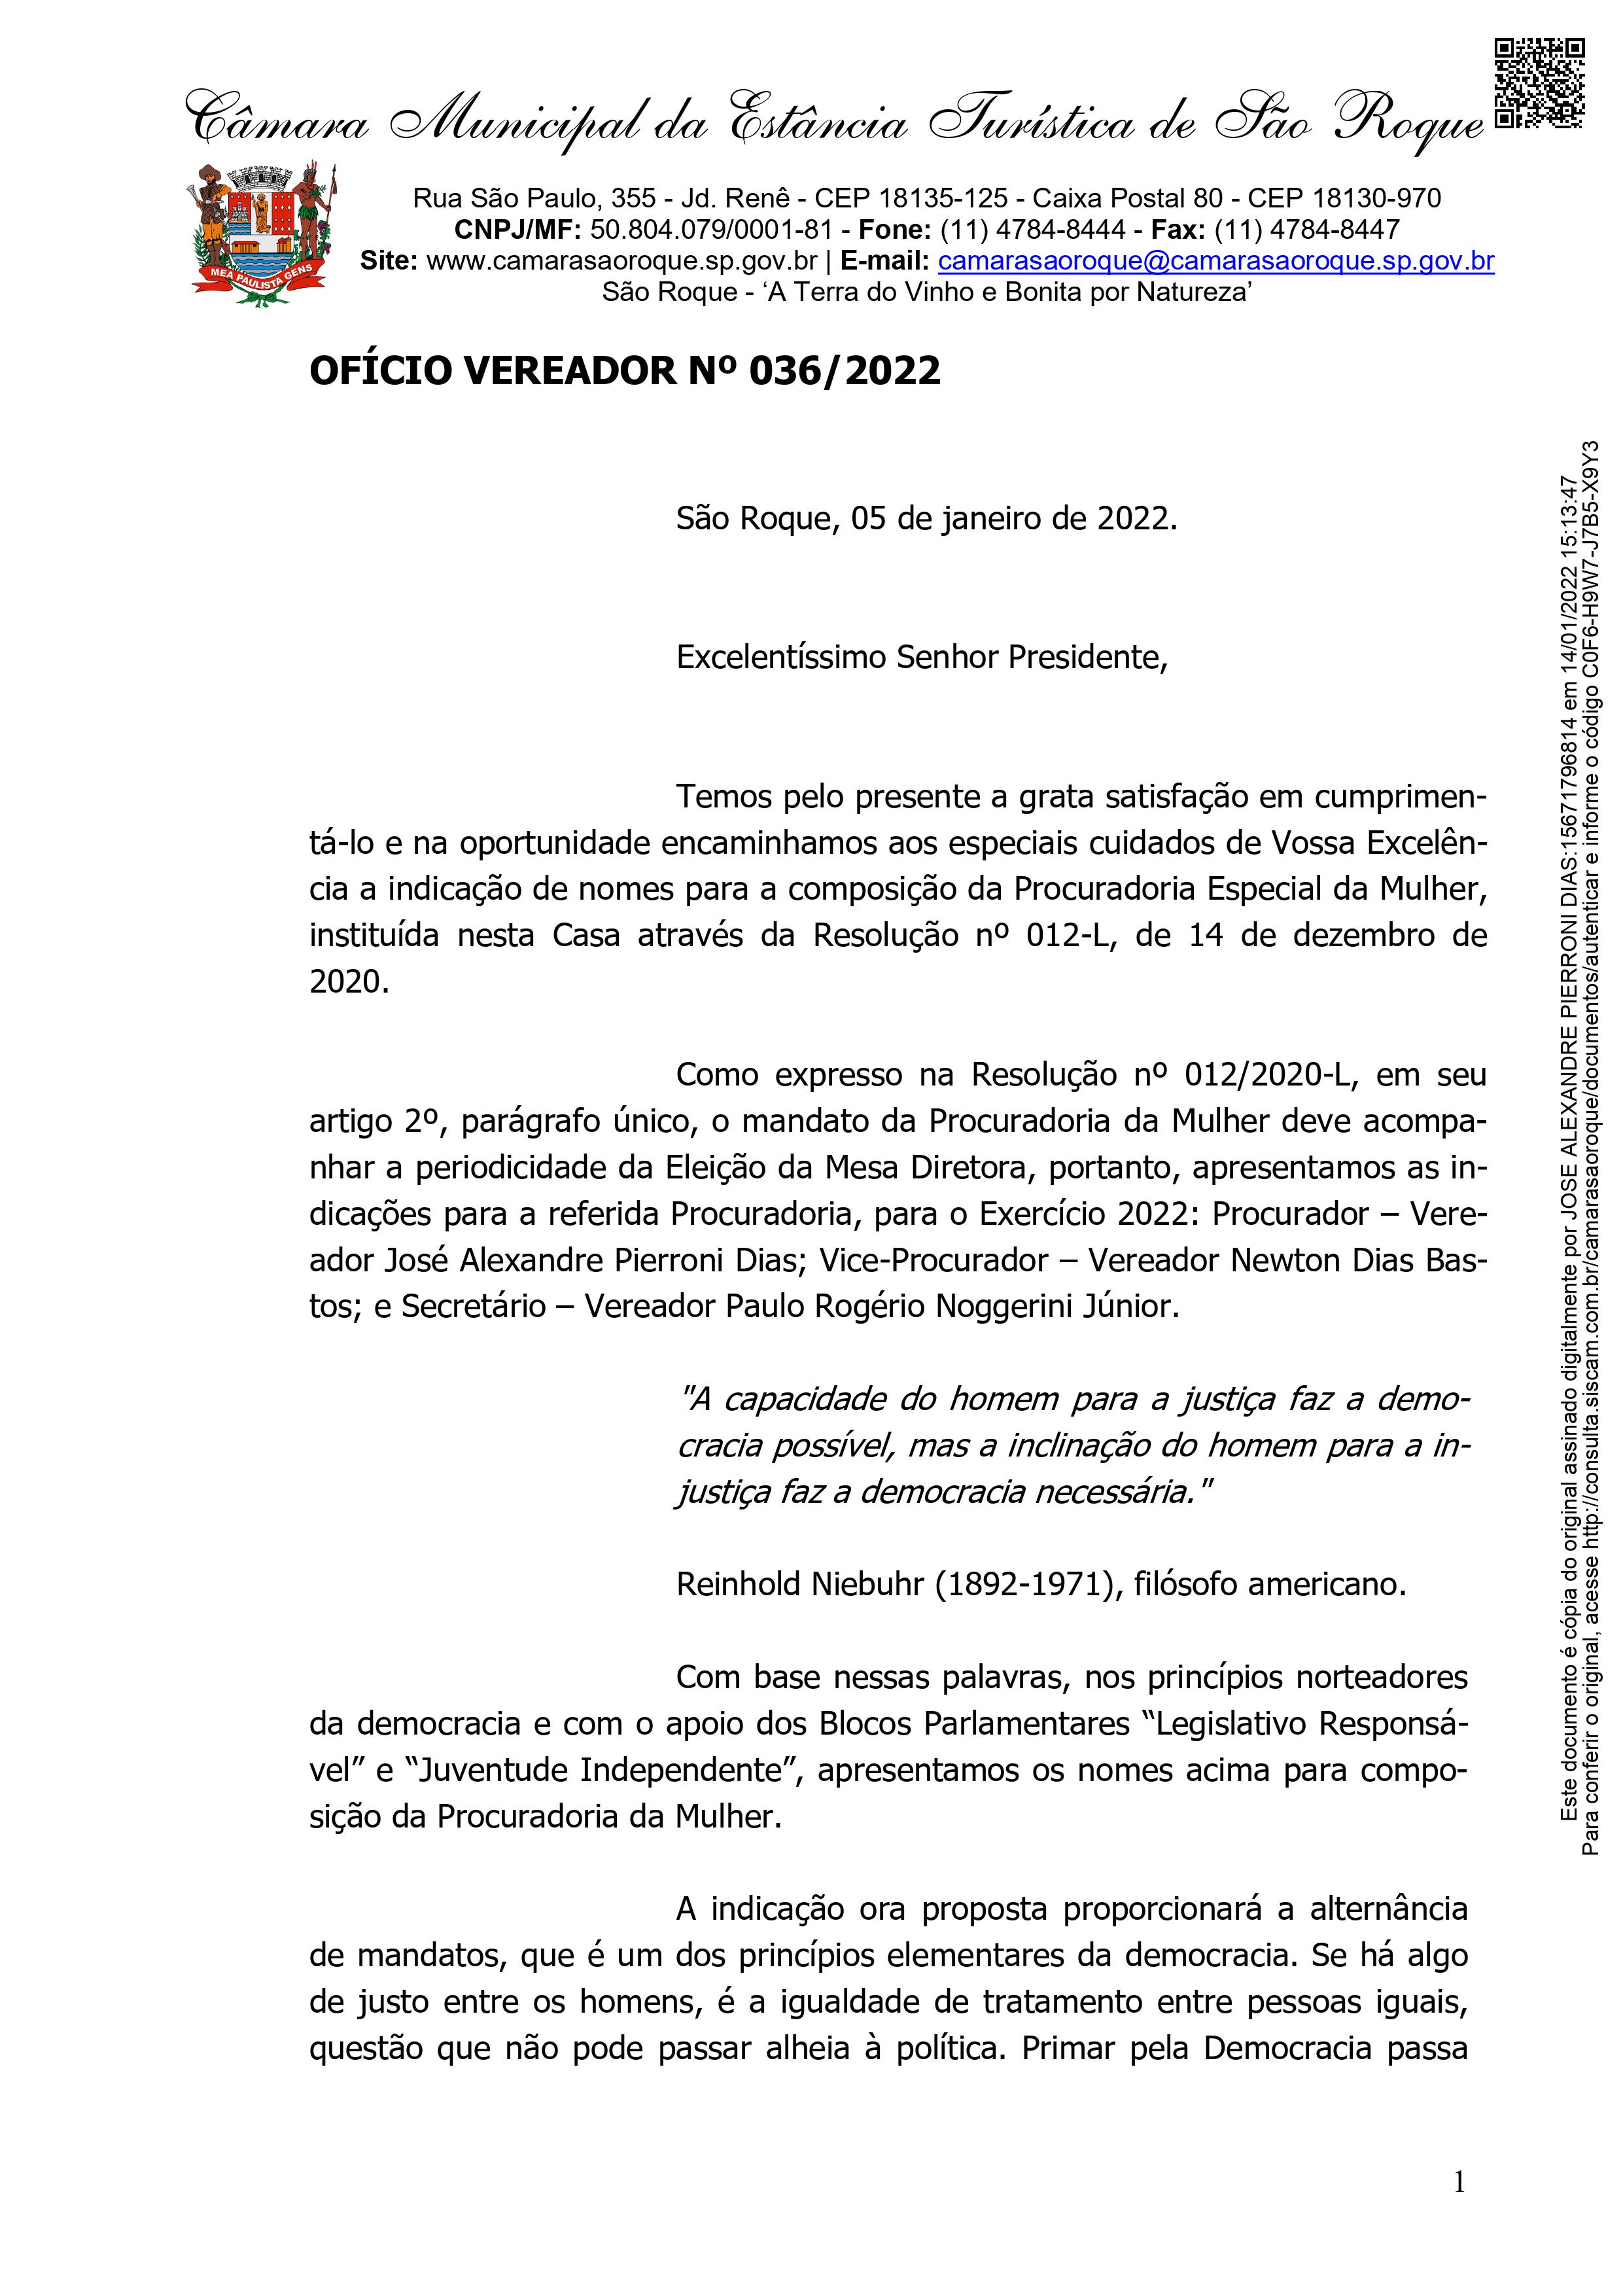 Câmara Municipal da Estância Turística de São Roque
MEA PAULISTA GENS
Rua São Paulo, 355 - Jd. Renê - CEP 18135-125 - Caixa Postal 80 - CEP 18130-970
CNPJ/MF: 50.804.079/0001-81 - Fone: (11) 4784-8444 - Fax: (11) 4784-8447
Site: www.camarasaoroque.sp.gov.br | E-mail: camarasaoroque@camarasaoroque.sp.gov.br
São Roque - ‘A Terra do Vinho e Bonita por Natureza’
OFÍCIO VEREADOR Nº 036/2022
São Roque, 05 de janeiro de 2022.
Excelentíssimo Senhor Presidente,
Temos pelo presente a grata satisfação em cumprimen-
tá-lo e na oportunidade encaminhamos aos especiais cuidados de Vossa Excelên-
cia a indicação de nomes para a composição da Procuradoria Especial da Mulher,
instituída nesta Casa através da Resolução nº 012-L, de 14 de dezembro de
2020.
Como expresso na Resolução nº 012/2020-L, em seu
artigo 2º, parágrafo único, o mandato da Procuradoria da Mulher deve acompa-
nhar a periodicidade da Eleição da Mesa Diretora, portanto, apresentamos as in-
dicações para a referida Procuradoria, para o Exercício 2022: Procurador – Vere-
ador José Alexandre Pierroni Dias; Vice-Procurador – Vereador Newton Dias Bas-
tos; e Secretário – Vereador Paulo Rogério Noggerini Júnior.
"A capacidade do homem para a justiça faz a demo-
cracia possível, mas a inclinação do homem para a in-
justiça faz a democracia necessária."
Reinhold Niebuhr (1892-1971), filósofo americano.
Com base nessas palavras, nos princípios norteadores
da democracia e com o apoio dos Blocos Parlamentares “Legislativo Responsá-
vel” e “Juventude Independente”, apresentamos os nomes acima para compo-
sição da Procuradoria da Mulher.
A indicação ora proposta proporcionará a alternância
de mandatos, que é um dos princípios elementares da democracia. Se há algo
de justo entre os homens, é a igualdade de tratamento entre pessoas iguais,
questão que não pode passar alheia à política. Primar pela Democracia passa
1
Este documento é cópia do original assinado digitalmente por JOSE ALEXANDRE PIERRONI DIAS:15671796814 em 14/01/2022 15:13:47
Para conferir o original, acesse http://consulta.siscam.com.br/camarasaoroque/documentos/autenticar e informe o código C0F6-H9W7-J7B5-X9Y3